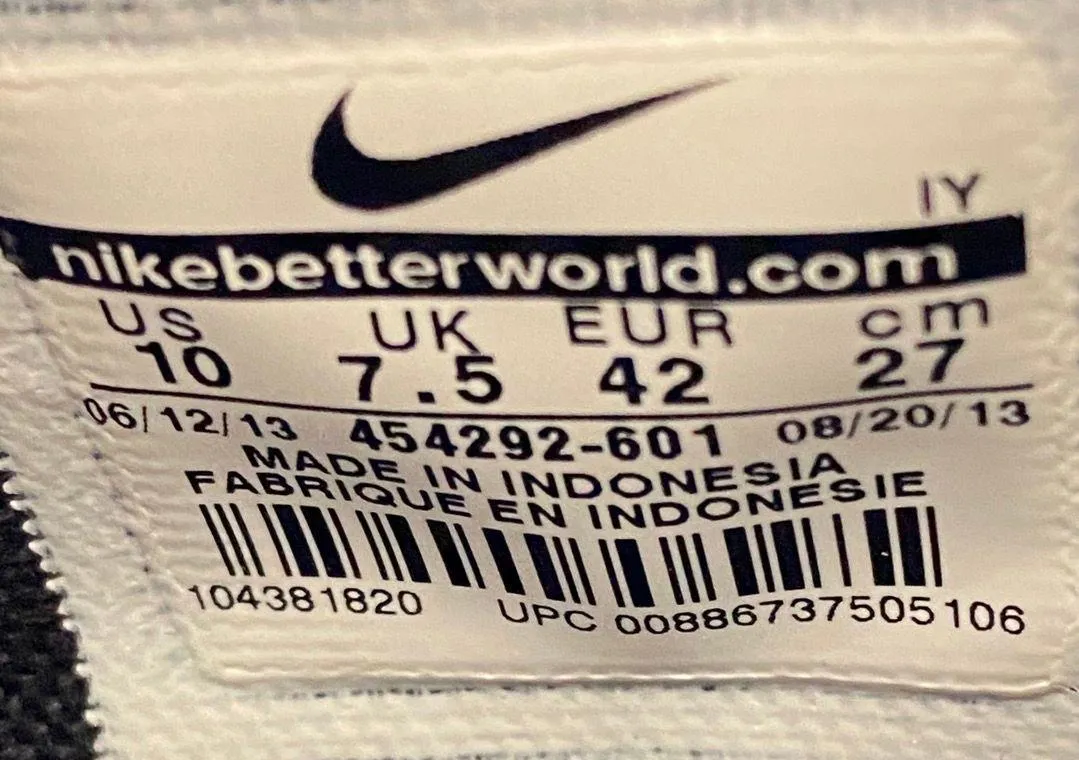 IY
nikebetterworld.com
US UK EUR cm
10 7.5 42 27
06/12/13 454292-601 08/20/13
MADE IN INDONESIA
FABRIQUE EN INDONESIE
104381820 UPC 00886737505106